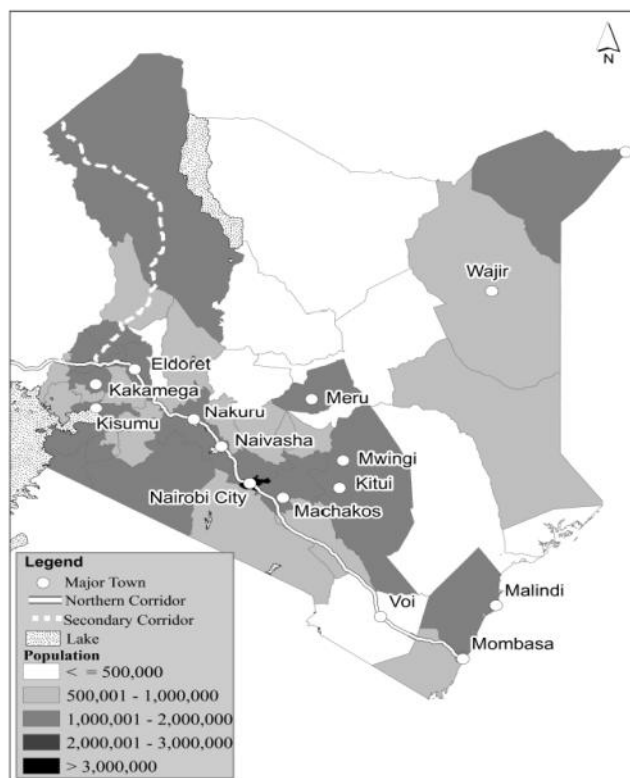 N
Wajir
Eldoret
Kakamega
Meru
Nakuru
Kisumu
Naivasha
Mwingi
Nairobi City
Kitui
Machakos
Voi
Malindi
Mombasa
Legend
Major Town
Northern Corridor
Secondary Corridor
Lake
Population
< = 500,000
500,001 - 1,000,000
1,000,001 - 2,000,000
2,000,001 - 3,000,000
> 3,000,000